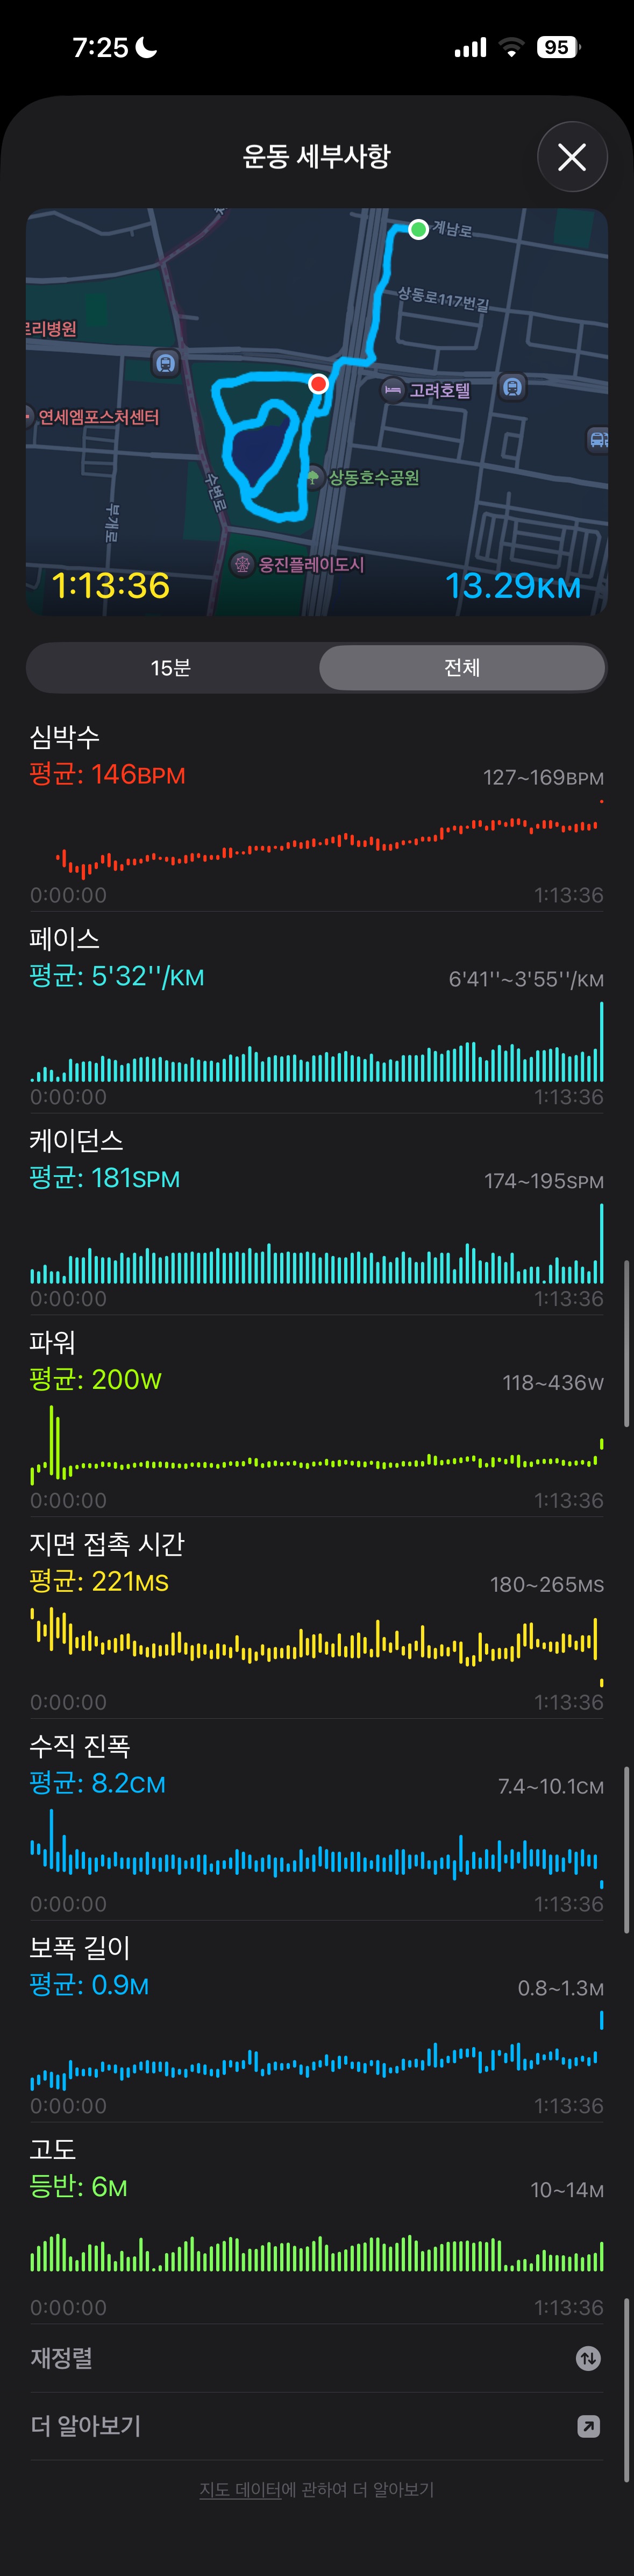 7:25
95
운동 세부사항
계남로
상동로117번길
르리병원
고려호텔
연세엠포스처센터
상동호수공원
수변로
부개로
웅진플레이도시
1:13:36
13.29KM
15분
전체
심박수
평균: 146BPM
127~169BPM
0:00:00
1:13:36
페이스
평균: 5'32''/KM
6'41''~3'55''/KM
0:00:00
1:13:36
케이던스
평균: 181SPM
174~195SPM
0:00:00
1:13:36
파워
평균: 200W
118~436W
0:00:00
1:13:36
지면 접촉 시간
평균: 221MS
180~265MS
0:00:00
1:13:36
수직 진폭
평균: 8.2CM
7.4~10.1CM
0:00:00
1:13:36
보폭 길이
평균: 0.9M
0.8~1.3M
0:00:00
1:13:36
고도
등반: 6M
10~14M
0:00:00
1:13:36
재정렬
더 알아보기
지도 데이터에 관하여 더 알아보기